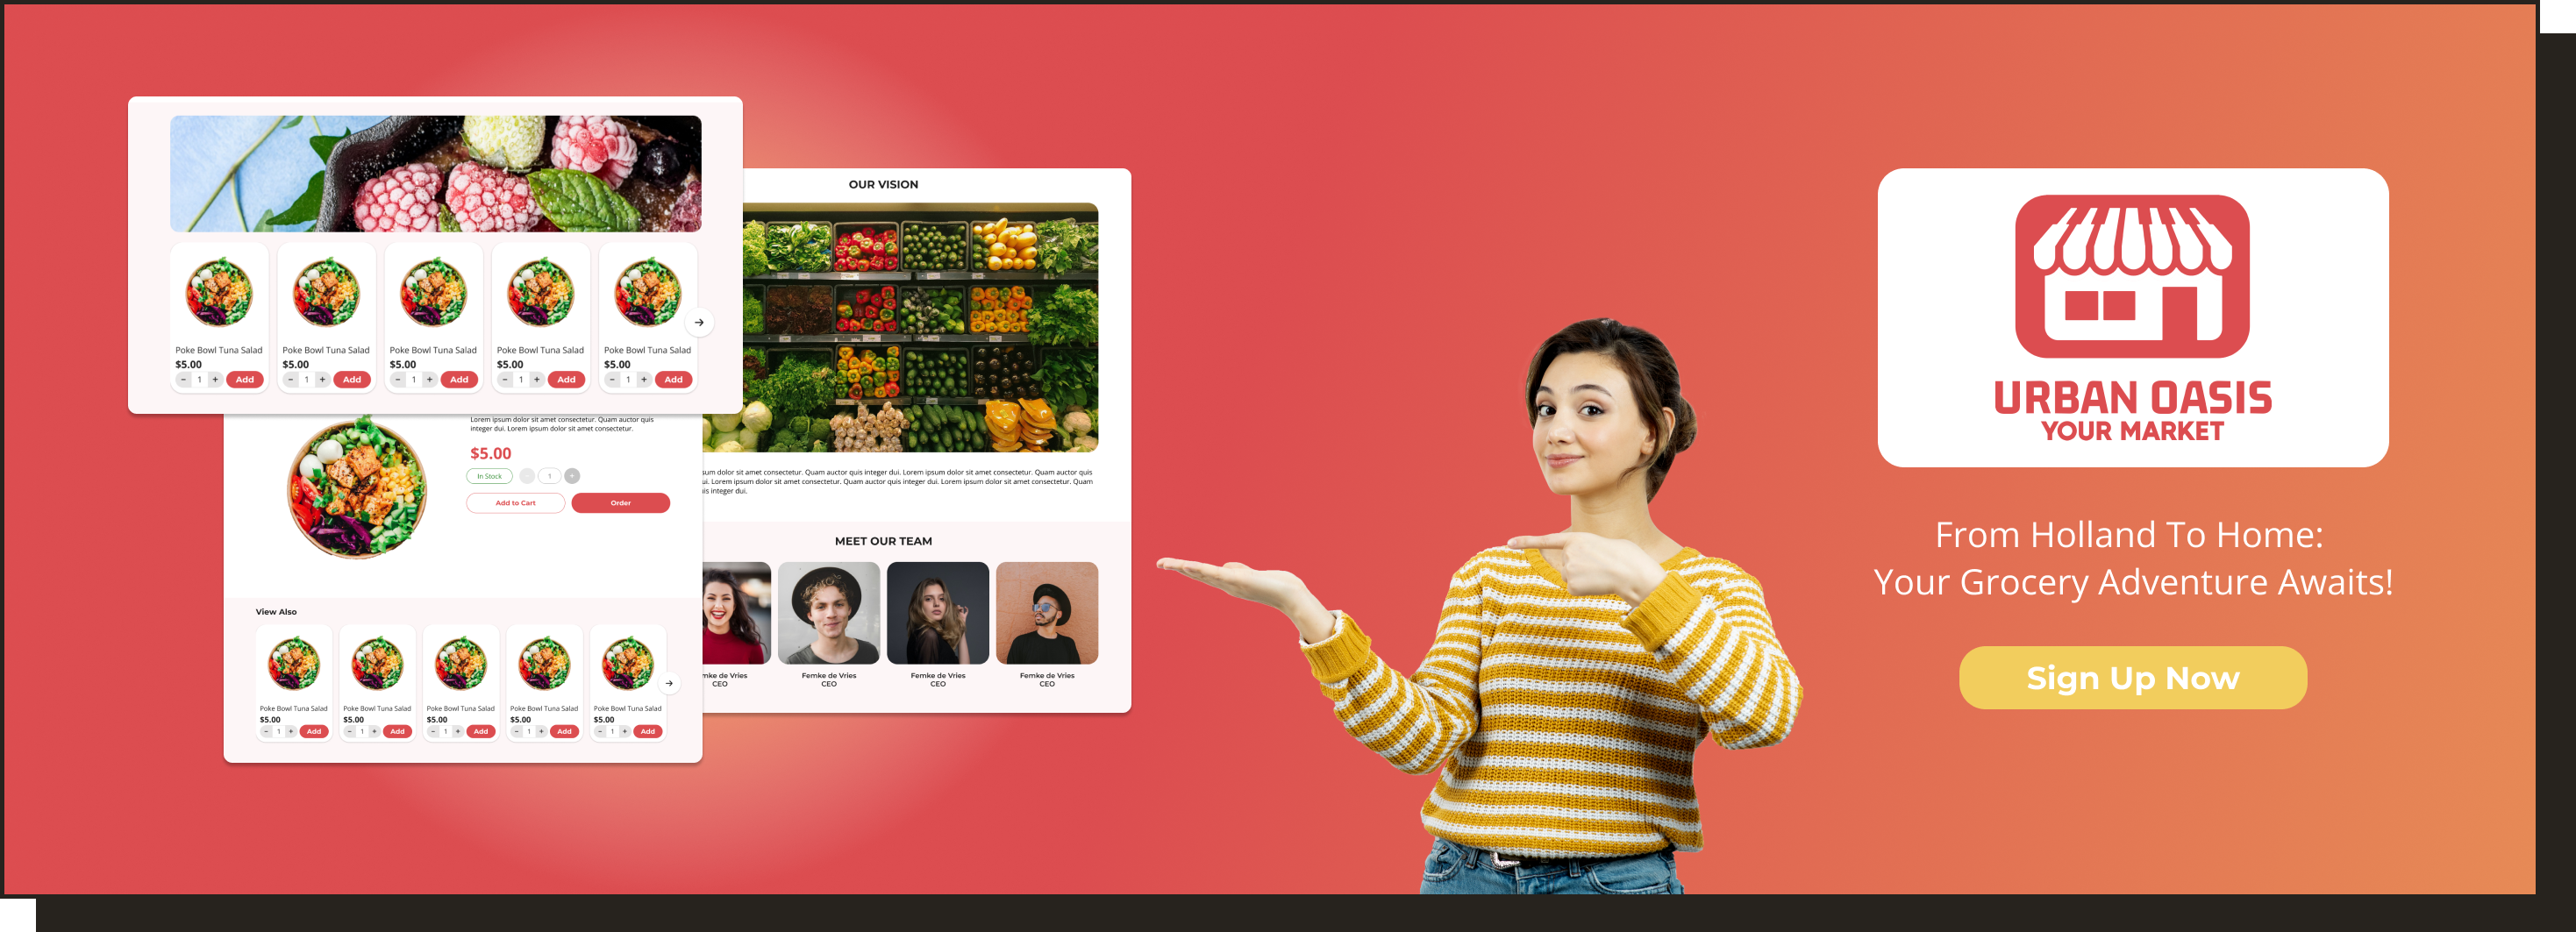 Poke Bowl Tuna Salad
$5.00
- 1 + Add
Poke Bowl Tuna Salad
$5.00
- 1 + Add
Poke Bowl Tuna Salad
$5.00
- 1 + Add
Poke Bowl Tuna Salad
$5.00
- 1 + Add
Poke Bowl Tuna Salad
$5.00
- 1 + Add
Lorem ipsum dolor sit amet consectetur. Quam auctor quis
integer dui. Lorem ipsum dolor sit amet consectetur.
$5.00
In Stock - 1 +
Add to Cart Order
View Also
Poke Bowl Tuna Salad
$5.00
- 1 + Add
Poke Bowl Tuna Salad
$5.00
- 1 + Add
Poke Bowl Tuna Salad
$5.00
- 1 + Add
Poke Bowl Tuna Salad
$5.00
- 1 + Add
Poke Bowl Tuna Salad
$5.00
- 1 + Add
OUR VISION
dolor sit amet consectetur. Quam auctor quis integer dui. Lorem ipsum dolor sit amet consectetur. Quam auctor quis
Lorem ipsum dolor sit amet consectetur. Quam auctor quis integer dui. Lorem ipsum dolor sit amet consectetur. Quam
integer dui.
MEET OUR TEAM
de Vries
CEO
Femke de Vries
CEO
Femke de Vries
CEO
Femke de Vries
CEO
URBAN OASIS
YOUR MARKET
From Holland To Home:
Your Grocery Adventure Awaits!
Sign Up Now